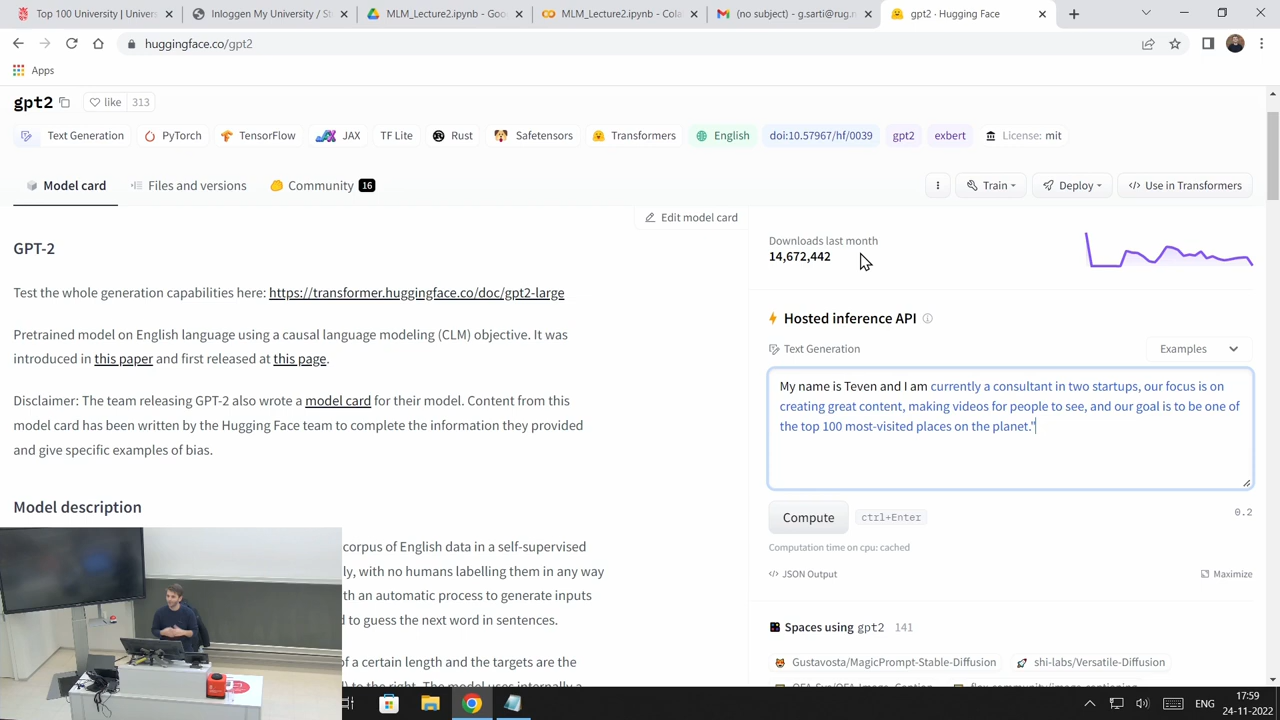 Top 100 University | Univers
Inloggen My University / St
MLM_Lecture2.ipynb - Goo
MLM_Lecture2.ipynb - Colab
(no subject) - g.sarti@rug.n
gpt2 · Hugging Face
huggingface.co/gpt2
Apps
gpt2 like 313
Text Generation PyTorch TensorFlow JAX TF Lite Rust Safetensors Transformers English doi:10.57967/hf/0039 gpt2 exbert License: mit
Model card Files and versions Community 16 Train Deploy </> Use in Transformers
Edit model card
GPT-2
Test the whole generation capabilities here: https://transformer.huggingface.co/doc/gpt2-large
Pretrained model on English language using a causal language modeling (CLM) objective. It was
introduced in this paper and first released at this page.
Disclaimer: The team releasing GPT-2 also wrote a model card for their model. Content from this
model card has been written by the Hugging Face team to complete the information they provided
and give specific examples of bias.
Model description
corpus of English data in a self-supervised
with no humans labelling them in any way
an automatic process to generate inputs
to guess the next word in sentences.
of a certain length and the targets are the
to the right. The model uses internally a
Downloads last month
14,672,442
Hosted inference API
Text Generation Examples
My name is Teven and I am currently a consultant in two startups, our focus is on
creating great content, making videos for people to see, and our goal is to be one of
the top 100 most-visited places on the planet."
Compute ctrl+Enter 0.2
Computation time on cpu: cached
</> JSON Output Maximize
Spaces using gpt2 141
Gustavosta/MagicPrompt-Stable-Diffusion shi-labs/Versatile-Diffusion
ENG 17:59
24-11-2022